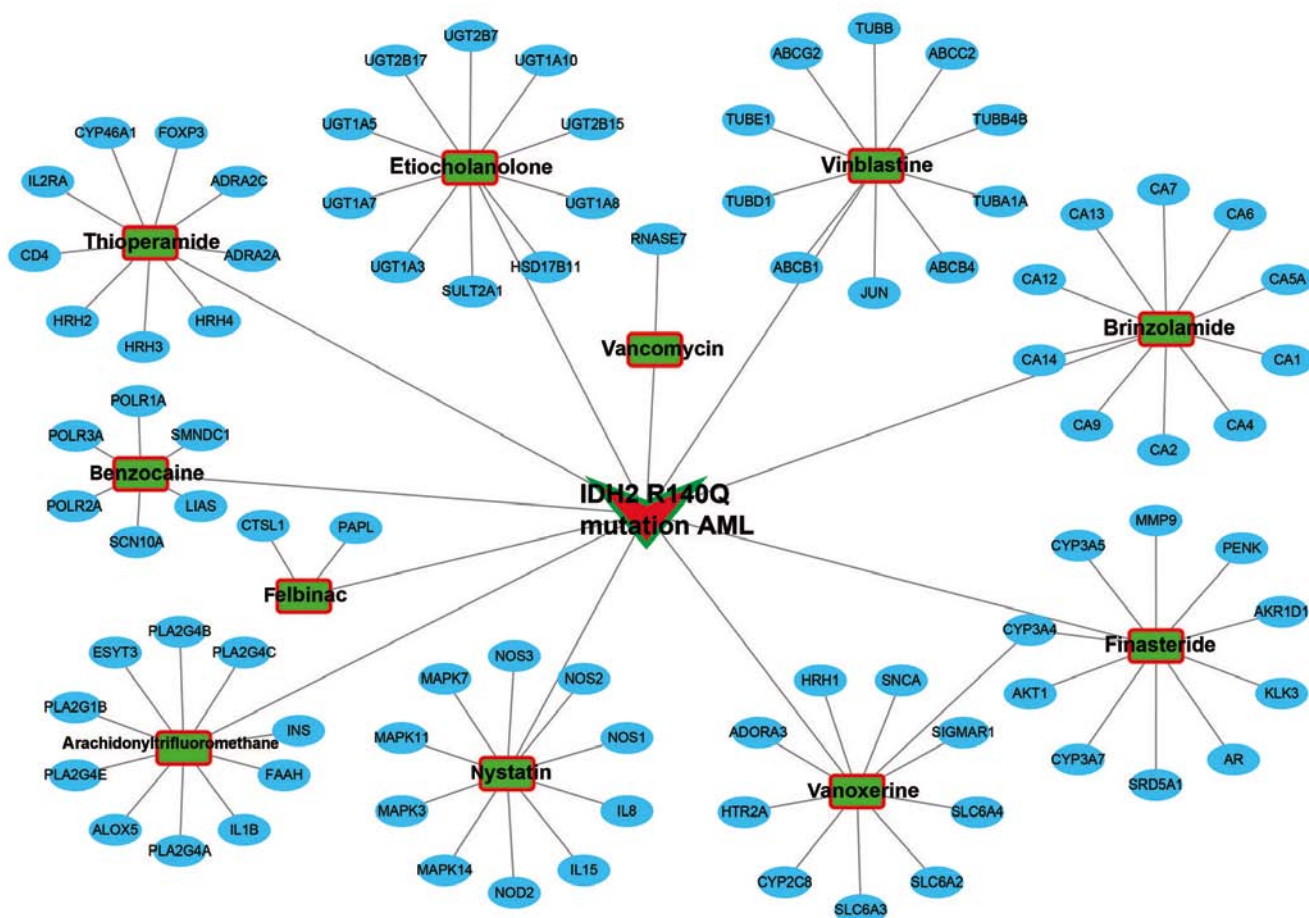 UGT2B7
UGT2B17
UGT1A10
UGT1A5
UGT2B15
Etiocholanolone
UGT1A7
UGT1A8
UGT1A3
HSD17B11
SULT2A1
TUBB
ABCG2
ABCC2
TUBE1
TUBB4B
Vinblastine
TUBD1
TUBA1A
ABCB1
ABCB4
JUN
CYP46A1
FOXP3
IL2RA
ADRA2C
Thioperamide
CD4
ADRA2A
HRH2
HRH4
HRH3
RNASE7
Vancomycin
CA7
CA13
CA6
CA12
CA5A
Brinzolamide
CA14
CA1
CA9
CA4
CA2
POLR1A
POLR3A
SMNDC1
Benzocaine
POLR2A
LIAS
SCN10A
IDH2 R140Q
mutation AML
CTSL1
PAPL
Felbinac
MMP9
CYP3A5
PENK
CYP3A4
AKR1D1
Finasteride
AKT1
KLK3
CYP3A7
AR
SRD5A1
PLA2G4B
ESYT3
PLA2G4C
PLA2G1B
INS
Arachidonyltrifluoromethane
PLA2G4E
FAAH
ALOX5
IL1B
PLA2G4A
NOS3
MAPK7
NOS2
MAPK11
NOS1
Nystatin
MAPK3
IL8
MAPK14
IL15
NOD2
HRH1
SNCA
ADORA3
SIGMAR1
Vanoxerine
HTR2A
SLC6A4
CYP2C8
SLC6A2
SLC6A3